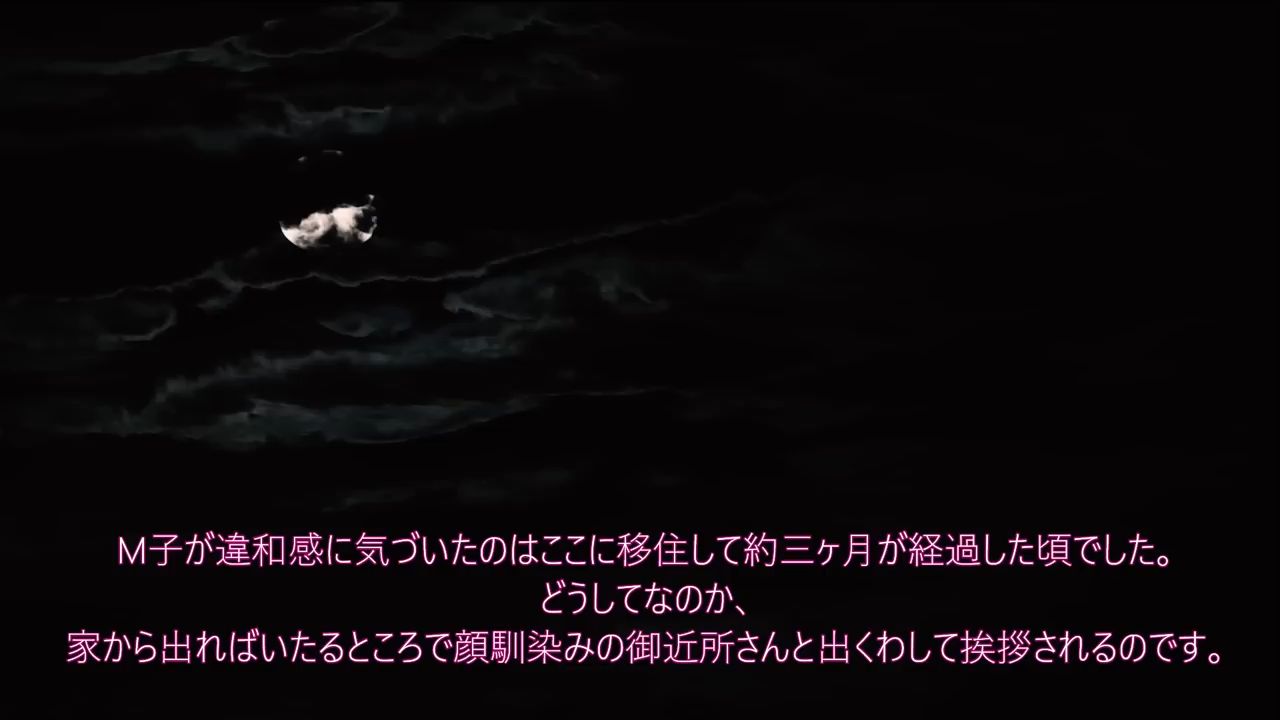 M子が違和感に気づいたのはここに移住して約三ヶ月が経過した頃でした。
どうしてなのか、
家から出ればいたるところで顔馴染みの御近所さんと出くわして挨拶されるのです。